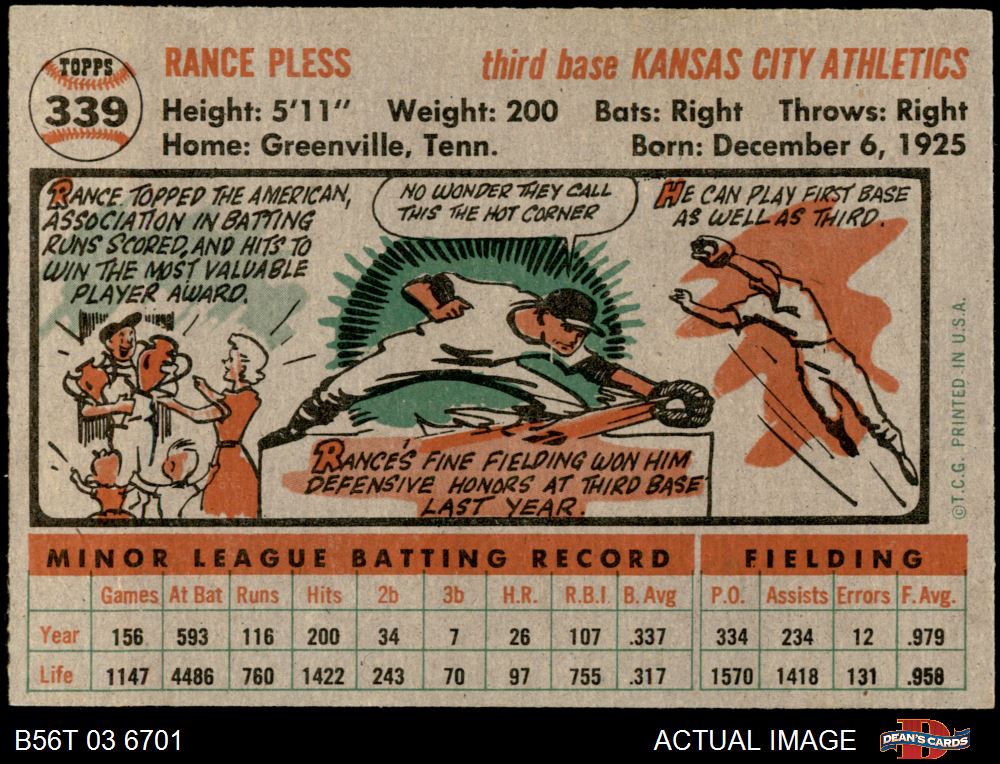 TOPPS
339
RANCE PLESS
third base KANSAS CITY ATHLETICS
Height: 5'11" Weight: 200 Bats: Right Throws: Right
Home: Greenville, Tenn. Born: December 6, 1925
RANCE TOPPED THE AMERICAN,
ASSOCIATION IN BATTING
RUNS SCORED, AND HITS TO
WIN THE MOST VALUABLE
PLAYER AWARD.
NO WONDER THEY CALL
THIS THE HOT CORNER
RANCE'S FINE FIELDING WON HIM
DEFENSIVE HONORS AT THIRD BASE
LAST YEAR.
HE CAN PLAY FIRST BASE
AS WELL AS THIRD.
©T.C.G. PRINTED IN U.S.A.
MINOR LEAGUE BATTING RECORD FIELDING
Games At Bat Runs Hits 2b 3b H.R. R.B.I B. Avg P.O. Assists Errors F. Avg.
Year 156 593 116 200 34 7 26 107 .337 334 234 12 .979
Life 1147 4486 760 1422 243 70 97 755 .317 1570 1418 131 .958
B56T 03 6701
ACTUAL IMAGE
DEAN'S CARDS